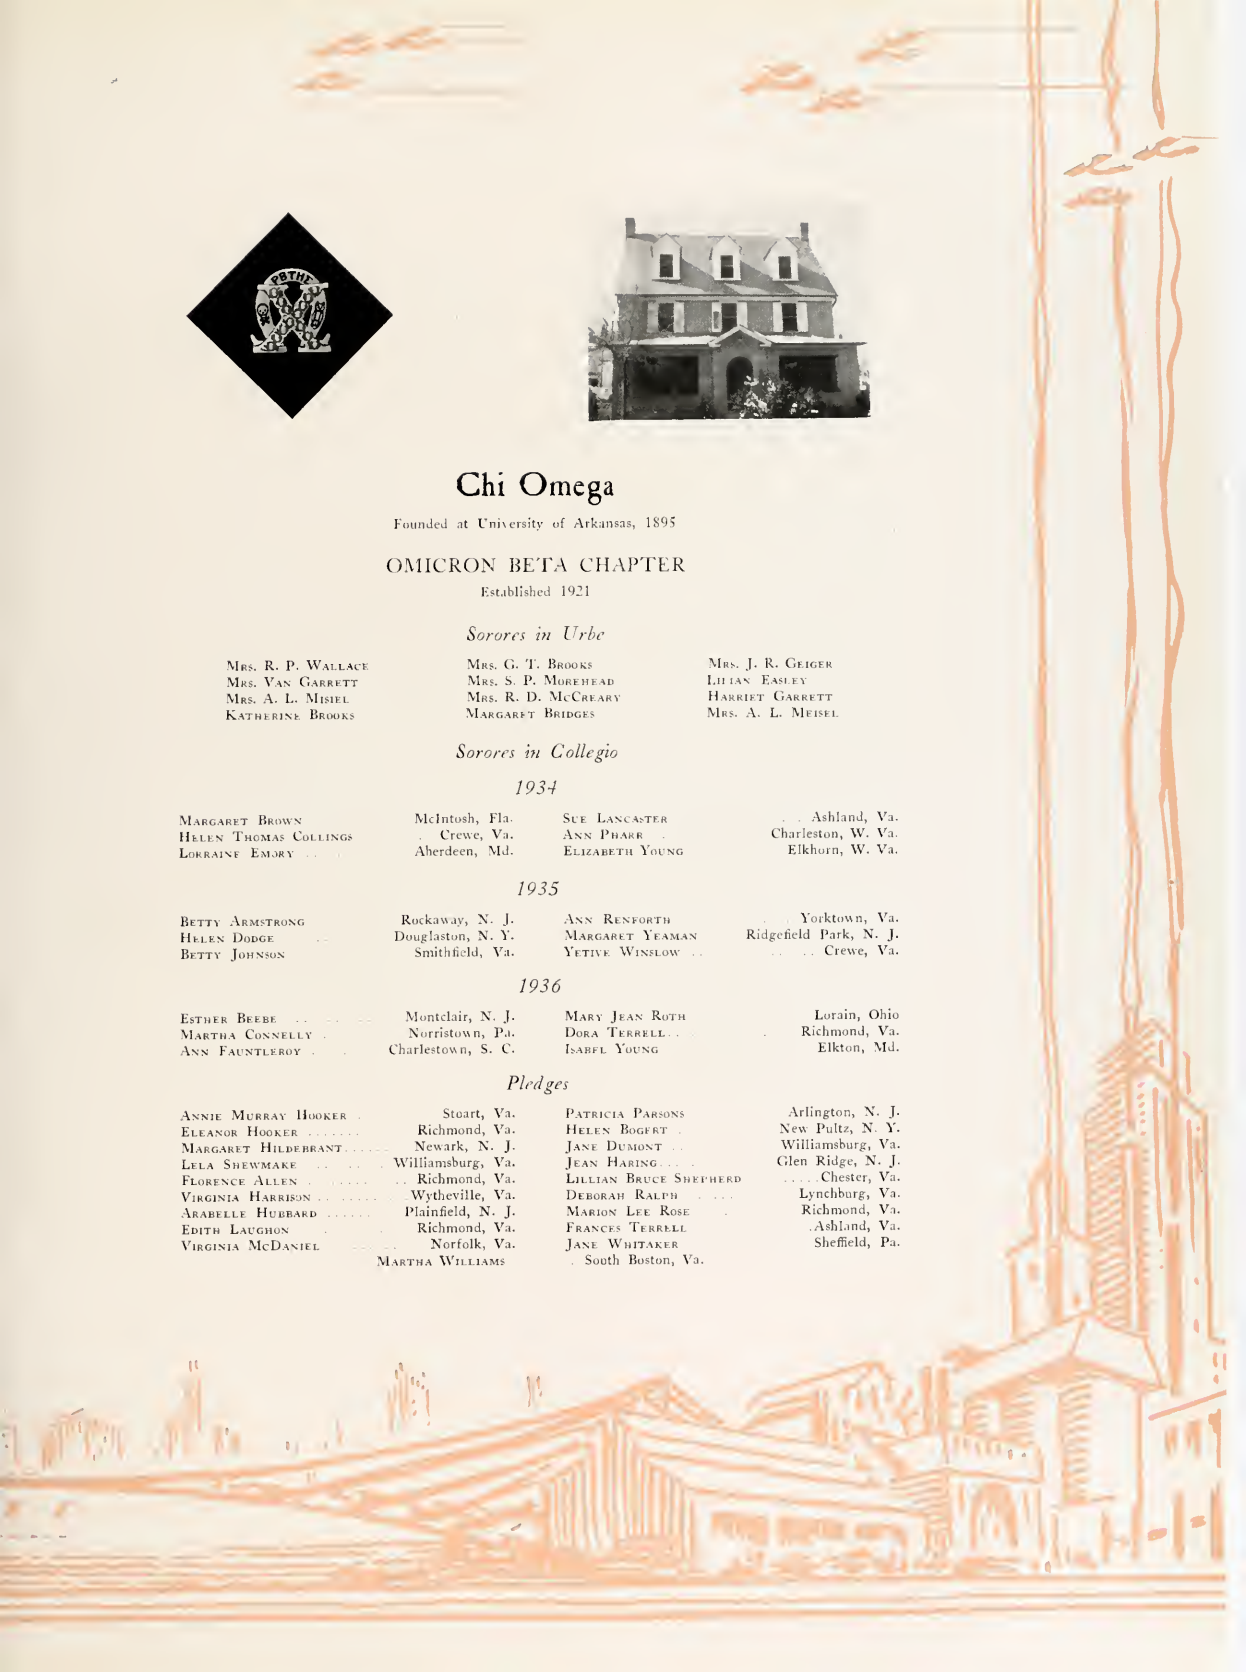 ΡΒΤΗΣ
Chi Omega
Founded at University of Arkansas, 1895
OMICRON BETA CHAPTER
Established 1921
Sorores in Urbe
Mrs. R. P. Wallace Mrs. G. T. Brooks Mrs. J. R. Geiger
Mrs. Van Garrett Mrs. S. P. Morehead Lillian Easley
Mrs. A. L. Misiel Mrs. R. D. McCreary Harriet Garrett
Katherine Brooks Margaret Bridges Mrs. A. L. Meisel
Sorores in Collegio
1934
Margaret Brown McIntosh, Fla. Sue Lancaster . . Ashland, Va.
Helen Thomas Collings . Crewe, Va. Ann Pharr . Charleston, W. Va.
Lorraine Emory . . Aberdeen, Md. Elizabeth Young Elkhorn, W. Va.
1935
Betty Armstrong Rockaway, N. J. Ann Renforth Yorktown, Va.
Helen Dodge . . Douglaston, N. Y. Margaret Yeaman Ridgefield Park, N. J.
Betty Johnson Smithfield, Va. Yetive Winslow . . . . . . Crewe, Va.
1936
Esther Beebe . . . . Montclair, N. J. Mary Jean Roth Lorain, Ohio
Martha Connelly . Norristown, Pa. Dora Terrell . . . Richmond, Va.
Ann Fauntleroy . . Charlestown, S. C. Isabel Young Elkton, Md.
Pledges
Annie Murray Hooker . Stuart, Va. Patricia Parsons Arlington, N. J.
Eleanor Hooker . . . . . . . Richmond, Va. Helen Bogert . New Pultz, N. Y.
Margaret Hildebrant . . . . . Newark, N. J. Jane Dumont . . Williamsburg, Va.
Lela Shewmake . . . . Williamsburg, Va. Jean Haring . . . . Glen Ridge, N. J.
Florence Allen . . . . . . . . Richmond, Va. Lillian Bruce Shepherd . . . . . Chester, Va.
Virginia Harrison . . . . . . . . Wytheville, Va. Deborah Ralph . . . . Lynchburg, Va.
Arabelle Hubbard . . . . . . Plainfield, N. J. Marion Lee Rose . Richmond, Va.
Edith Laughon . . Richmond, Va. Frances Terrell . Ashland, Va.
Virginia McDaniel . . . . Norfolk, Va. Jane Whitaker Sheffield, Pa.
Martha Williams . South Boston, Va.